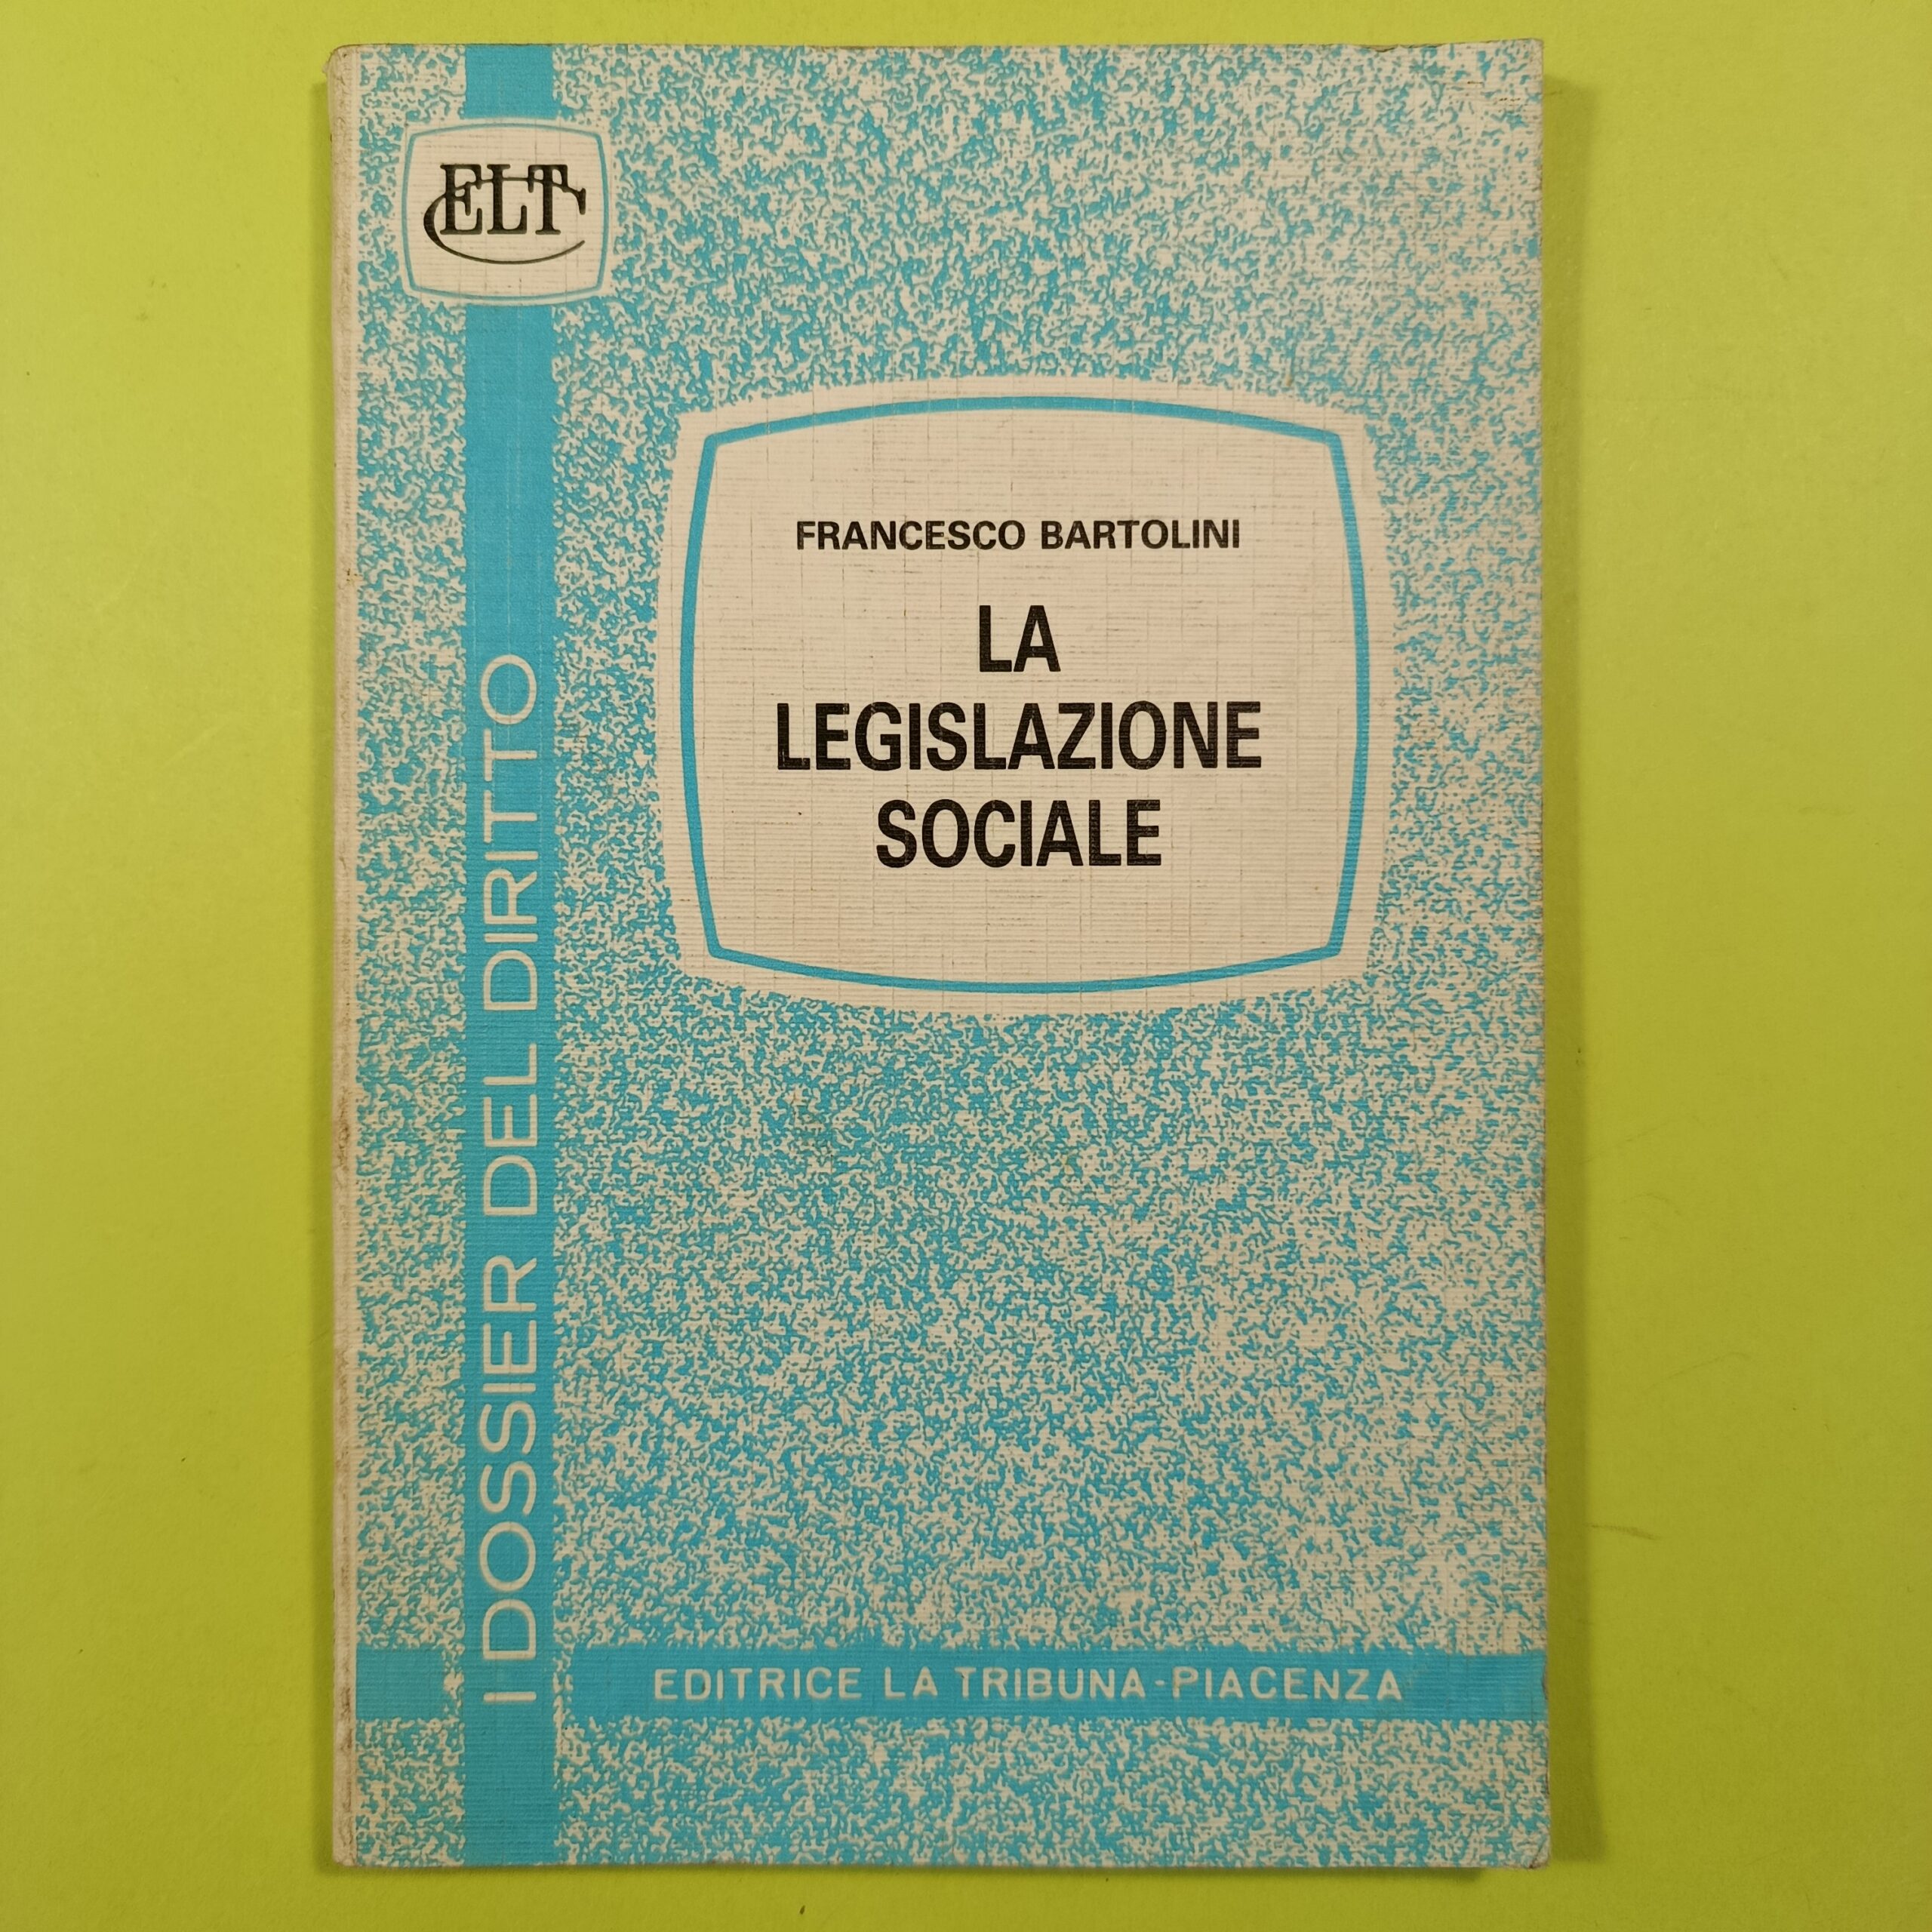 ELT
FRANCESCO BARTOLINI
LA
LEGISLAZIONE
SOCIALE
I DOSSIER DEL DIRITTO
EDITRICE LA TRIBUNA-PIACENZA